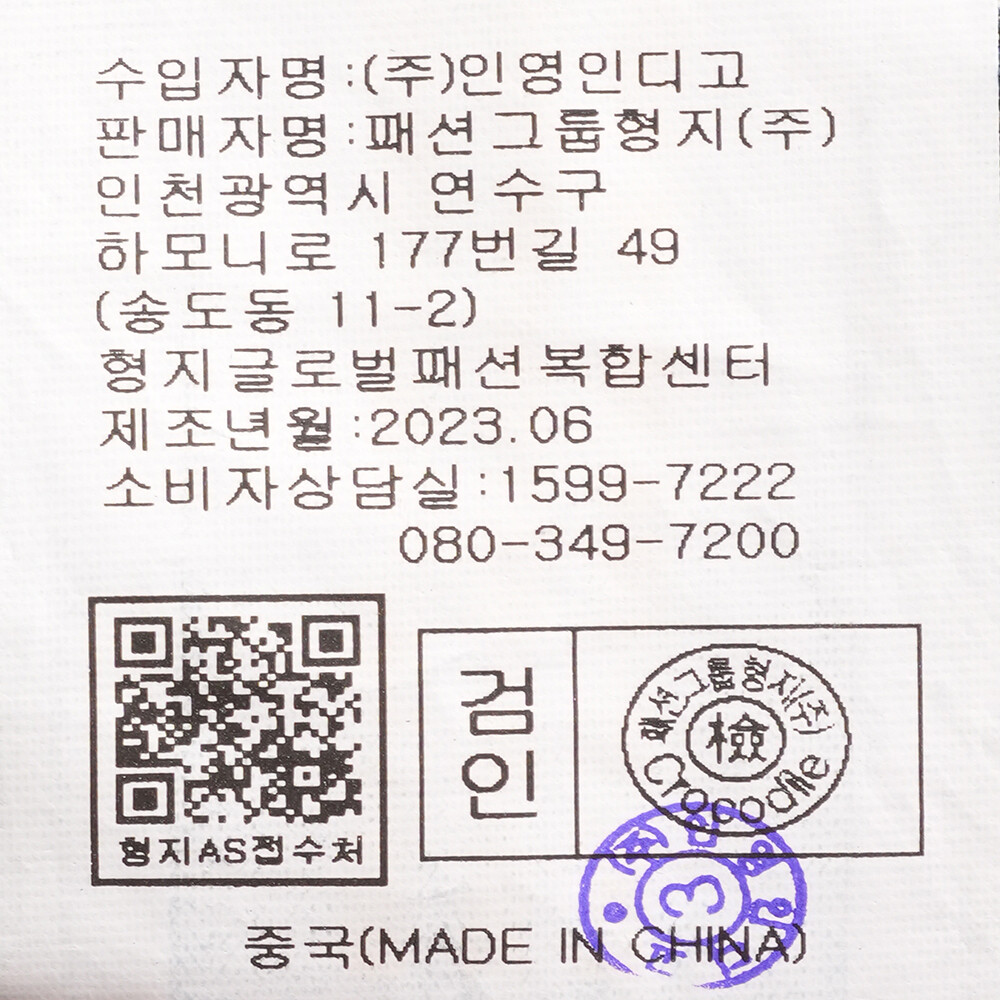 수입자명:(주)인영인디고
판매자명:패션그룹형지(주)
인천광역시 연수구
하모니로 177번길 49
(송도동 11-2)
형지글로벌패션복합센터
제조년월:2023.06
소비자상담실:1599-7222
080-349-7200
형지AS접수처
검인
패션그룹형지(주)
檢
Crocodile
3
중국(MADE IN CHINA)